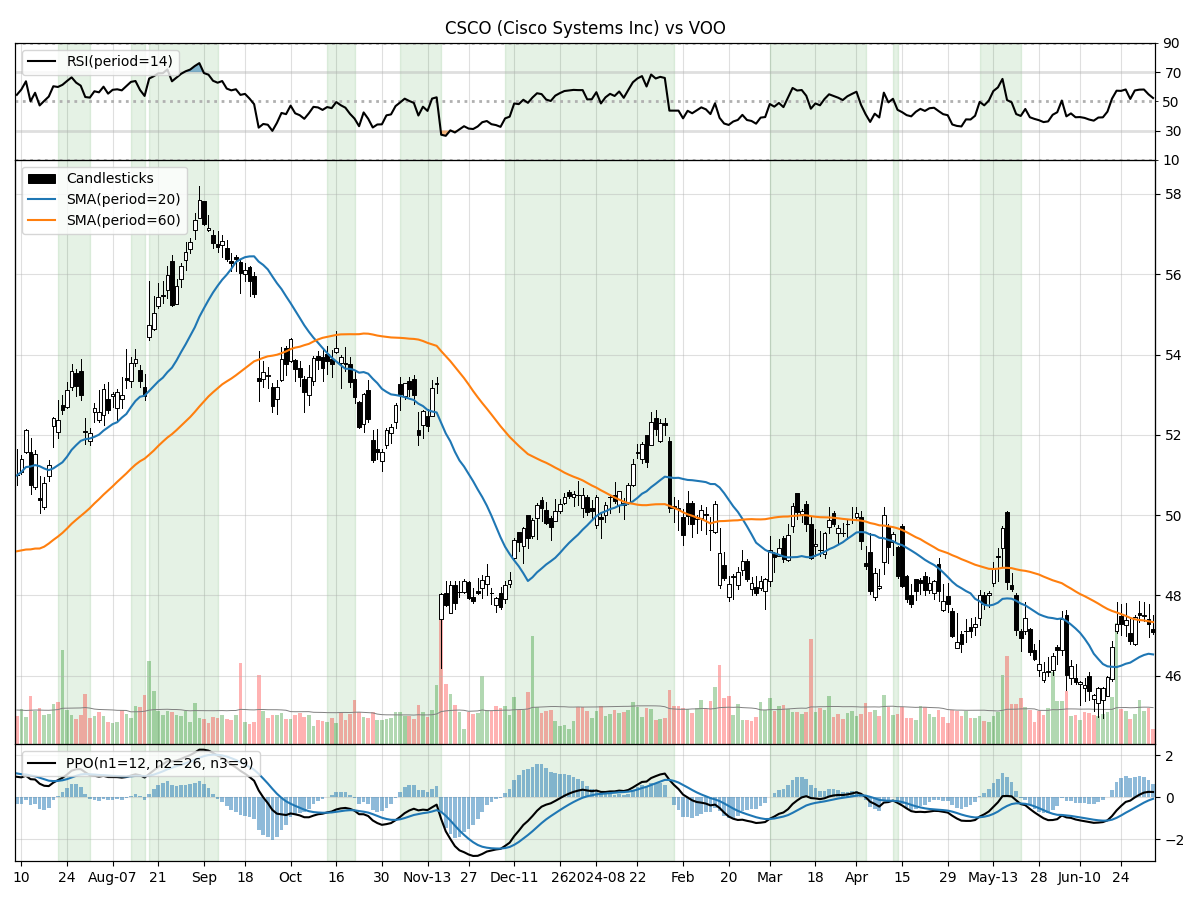 CSCO (Cisco Systems Inc) vs VOO
RSI(period=14)
90
70
50
30
10
Candlesticks
SMA(period=20)
SMA(period=60)
58
56
54
52
50
48
46
PPO(n1=12, n2=26, n3=9)
2
0
−2
10 24 Aug-07 21 Sep 18 Oct 16 30 Nov-13 27 Dec-11 26 2024-08 22 Feb 20 Mar 18 Apr 15 29 May-13 28 Jun-10 24